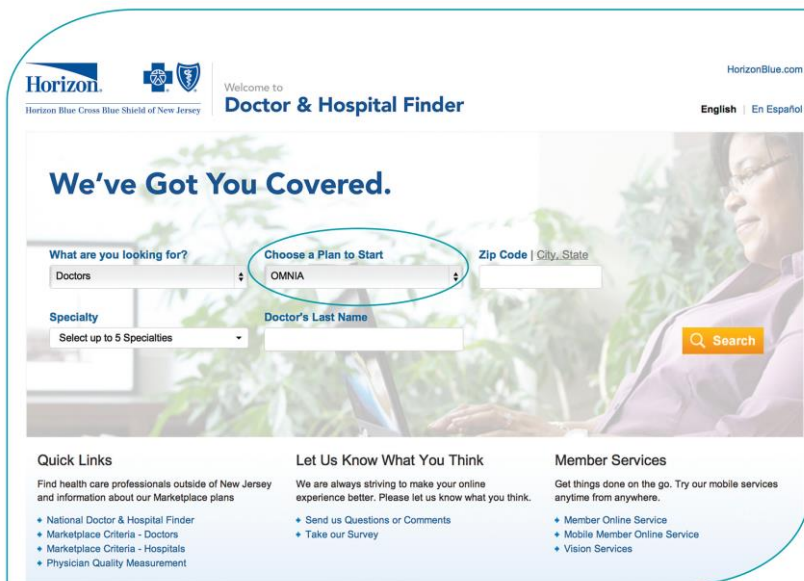 HorizonBlue.com
Horizon
Horizon Blue Cross Blue Shield of New Jersey
Welcome to
Doctor & Hospital Finder
English | En Español
We've Got You Covered.
What are you looking for?
Doctors
Choose a Plan to Start
OMNIA
Zip Code | City, State
Specialty
Select up to 5 Specialties
Doctor's Last Name
Search
Quick Links
Find health care professionals outside of New Jersey
and information about our Marketplace plans
National Doctor & Hospital Finder
Marketplace Criteria - Doctors
Marketplace Criteria - Hospitals
Physician Quality Measurement
Let Us Know What You Think
We are always striving to make your online
experience better. Please let us know what you think.
Send us Questions or Comments
Take our Survey
Member Services
Get things done on the go. Try our mobile services
anytime from anywhere.
Member Online Service
Mobile Member Online Service
Vision Services